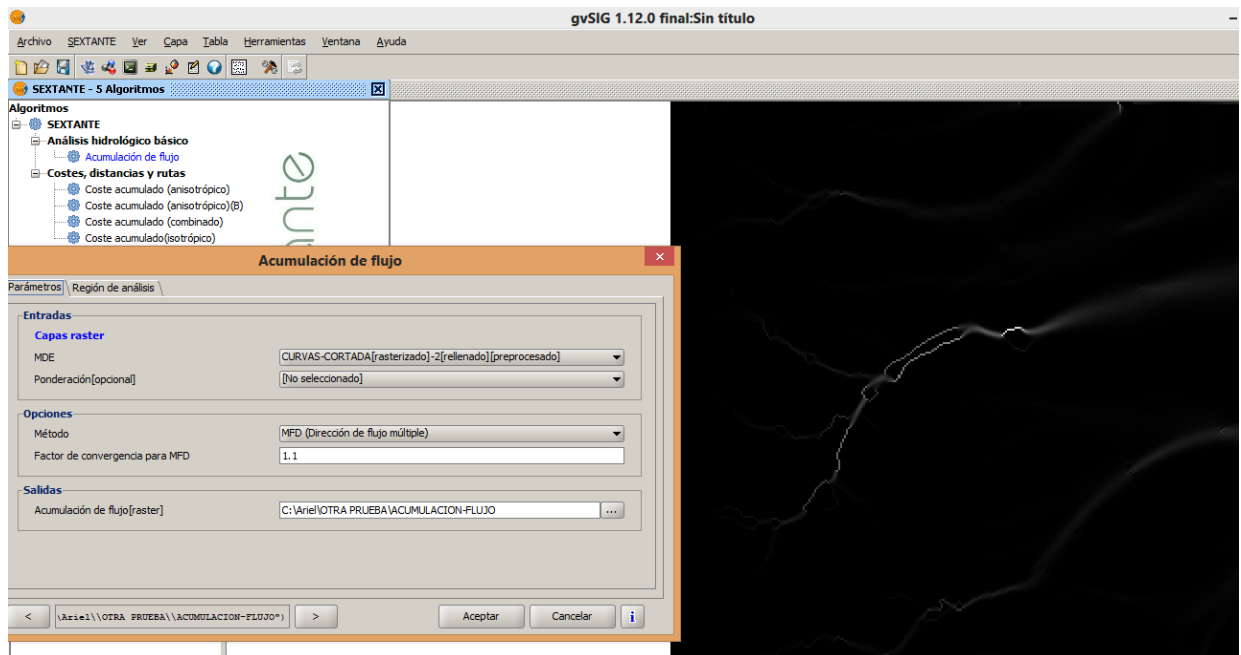 gvSIG 1.12.0 final:Sin título
Archivo SEXTANTE Ver Capa Tabla Herramientas Ventana Ayuda
SEXTANTE - 5 Algoritmos
Algoritmos
SEXTANTE
Análisis hidrológico básico
Acumulación de flujo
Costes, distancias y rutas
Coste acumulado (anisotrópico)
Coste acumulado (anisotrópico)(B)
Coste acumulado (combinado)
Coste acumulado(isotrópico)
Acumulación de flujo
Parámetros Región de análisis
Entradas
Capas raster
MDE CURVAS-CORTADA[rasterizado]-2[rellenado][preprocesado]
Ponderación[opcional] [No seleccionado]
Opciones
Método MFD (Dirección de flujo múltiple)
Factor de convergencia para MFD 1.1
Salidas
Acumulación de flujo[raster] C:\Ariel\OTRA PRUEBA\ACUMULACION-FLUJO ...
< \Ariel\\OTRA PRUEBA\\ACUMULACION-FLUJO") > Aceptar Cancelar i